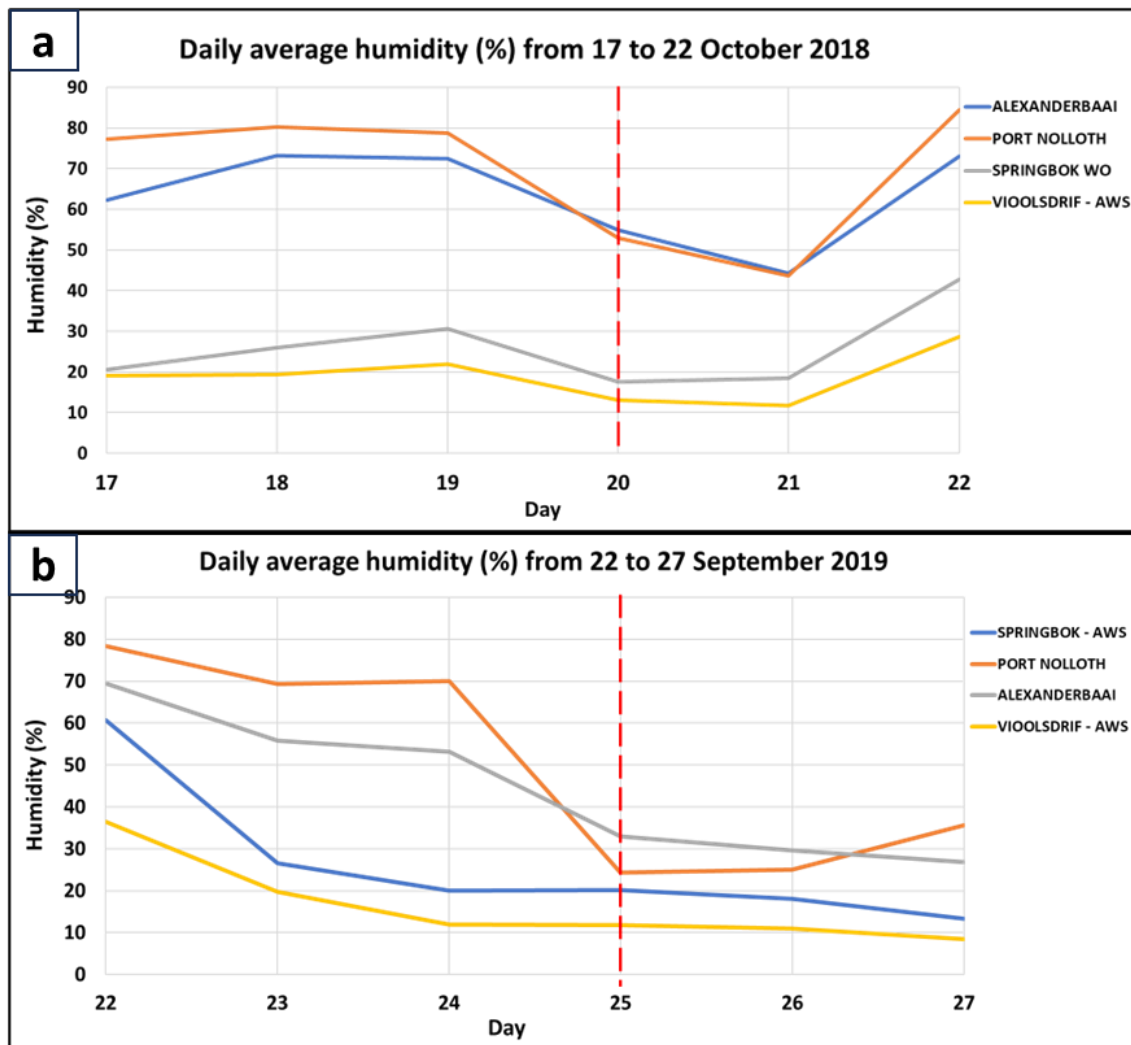 a
Daily average humidity (%) from 17 to 22 October 2018
90
80
70
60
50
40
30
20
10
0
Humidity (%)
17 18 19 20 21 22
Day
ALEXANDERBAAI
PORT NOLLOTH
SPRINGBOK WO
VIOOLSDRIF - AWS
b
Daily average humidity (%) from 22 to 27 September 2019
90
80
70
60
50
40
30
20
10
0
Humidity (%)
22 23 24 25 26 27
Day
SPRINGBOK - AWS
PORT NOLLOTH
ALEXANDERBAAI
VIOOLSDRIF - AWS